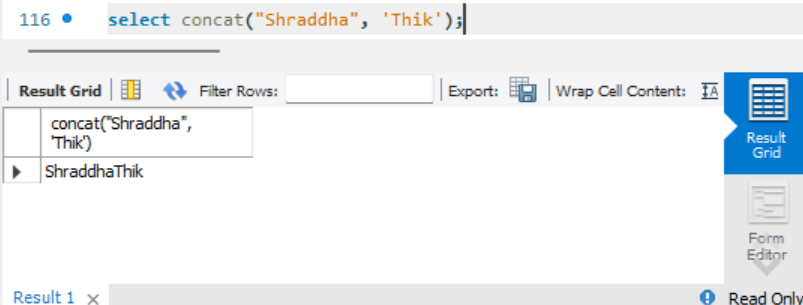 116 select concat("Shraddha", 'Thik');
Result Grid Filter Rows: Export: Wrap Cell Content: IA
concat("Shraddha",
'Thik')
ShraddhaThik
Result
Grid
Form
Editor
Result 1 × Read Only